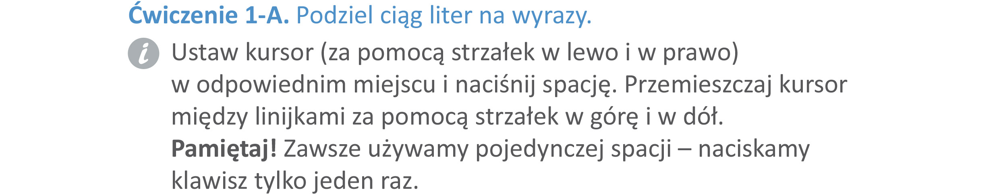 Ćwiczenie 1-A. Podziel ciąg liter na wyrazy.
i Ustaw kursor (za pomocą strzałek w lewo i w prawo)
w odpowiednim miejscu i naciśnij spację. Przemieszczaj kursor
między linijkami za pomocą strzałek w górę i w dół.
Pamiętaj! Zawsze używamy pojedynczej spacji – naciskamy
klawisz tylko jeden raz.